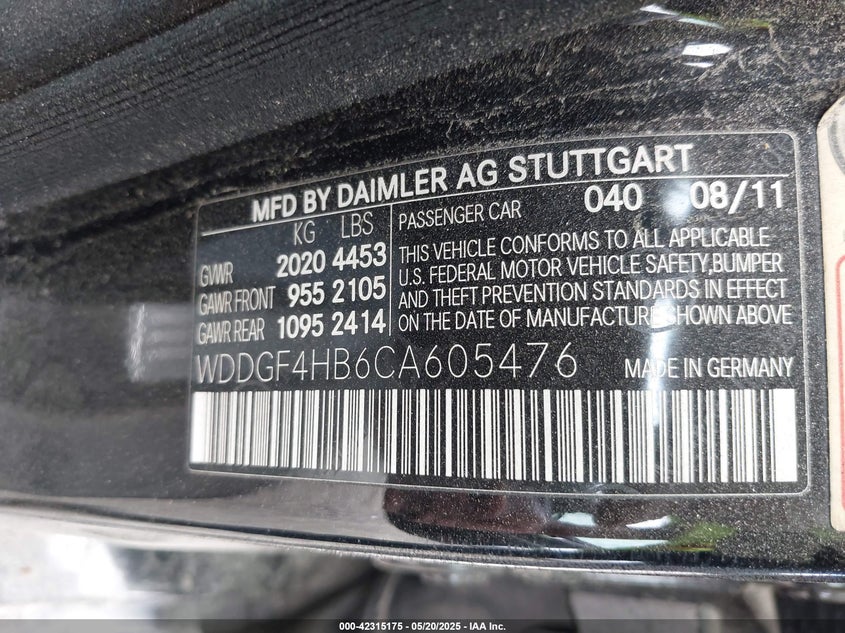 MFD BY DAIMLER AG STUTTGART
KG LBS
GVWR 2020 4453
GAWR FRONT 955 2105
GAWR REAR 1095 2414
PASSENGER CAR 040 08/11
THIS VEHICLE CONFORMS TO ALL APPLICABLE
U.S. FEDERAL MOTOR VEHICLE SAFETY,BUMPER
AND THEFT PREVENTION STANDARDS IN EFFECT
ON THE DATE OF MANUFACTURE SHOWN ABOVE
WDDGF4HB6CA605476 MADE IN GERMANY
000-42315175 — 05/20/2025 — IAA Inc.